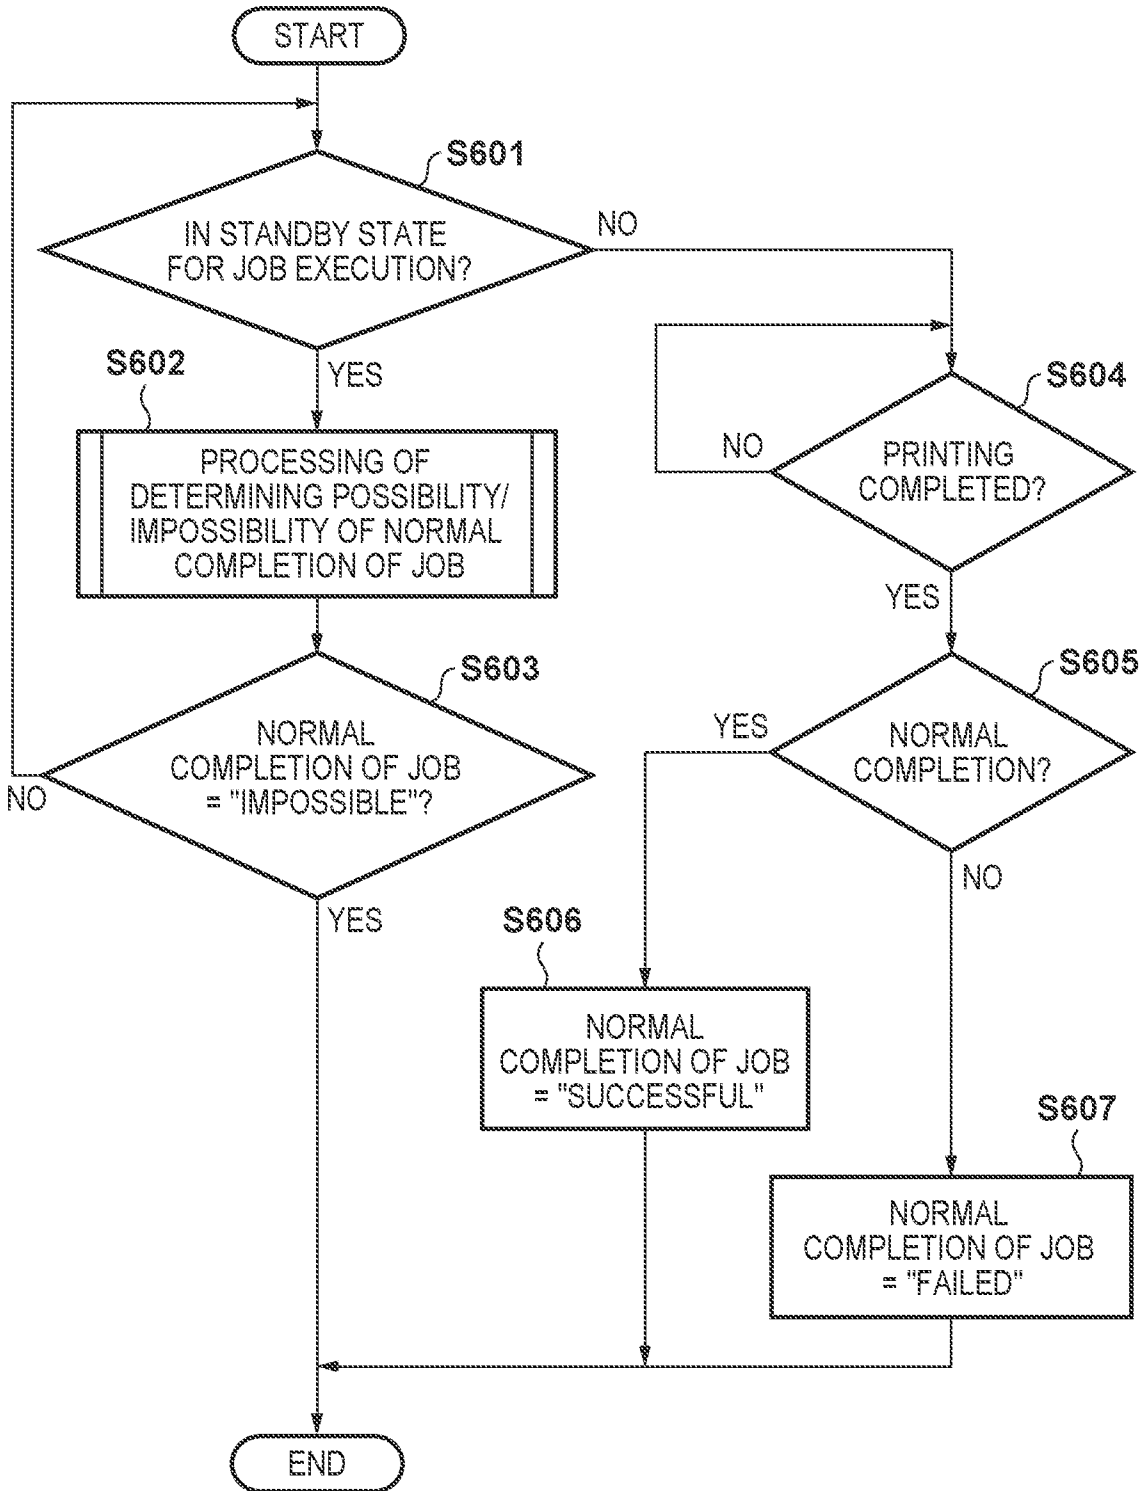 START
S601
IN STANDBY STATE
FOR JOB EXECUTION?
NO
YES
S602
PROCESSING OF
DETERMINING POSSIBILITY/
IMPOSSIBILITY OF NORMAL
COMPLETION OF JOB
S603
NORMAL
COMPLETION OF JOB
= "IMPOSSIBLE"?
NO
YES
S604
PRINTING
COMPLETED?
NO
YES
S605
NORMAL
COMPLETION?
YES
NO
S606
NORMAL
COMPLETION OF JOB
= "SUCCESSFUL"
S607
NORMAL
COMPLETION OF JOB
= "FAILED"
END